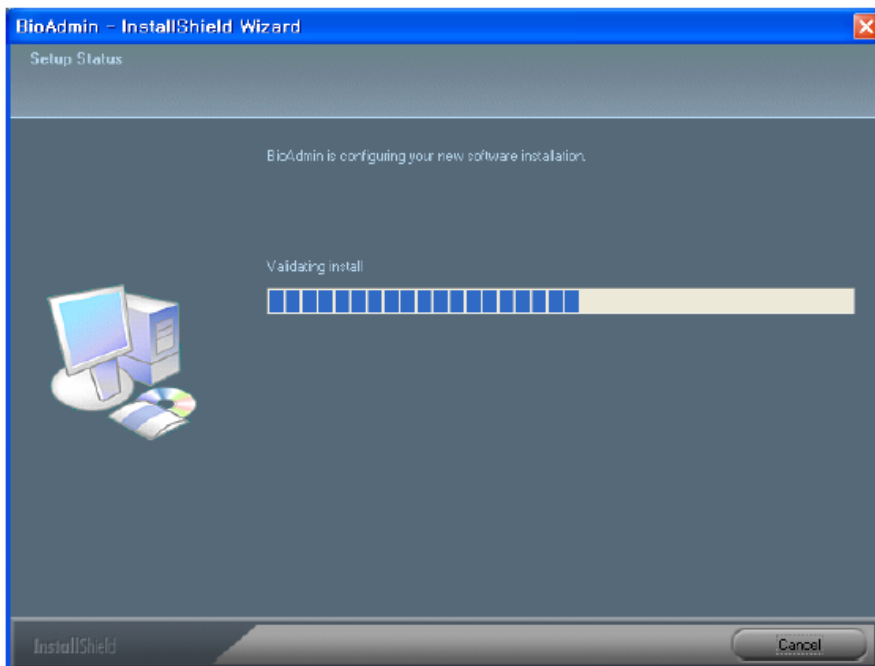 BioAdmin - InstallShield Wizard
Setup Status
BioAdmin is configuring your new software installation.
Validating install
InstallShield
Cancel